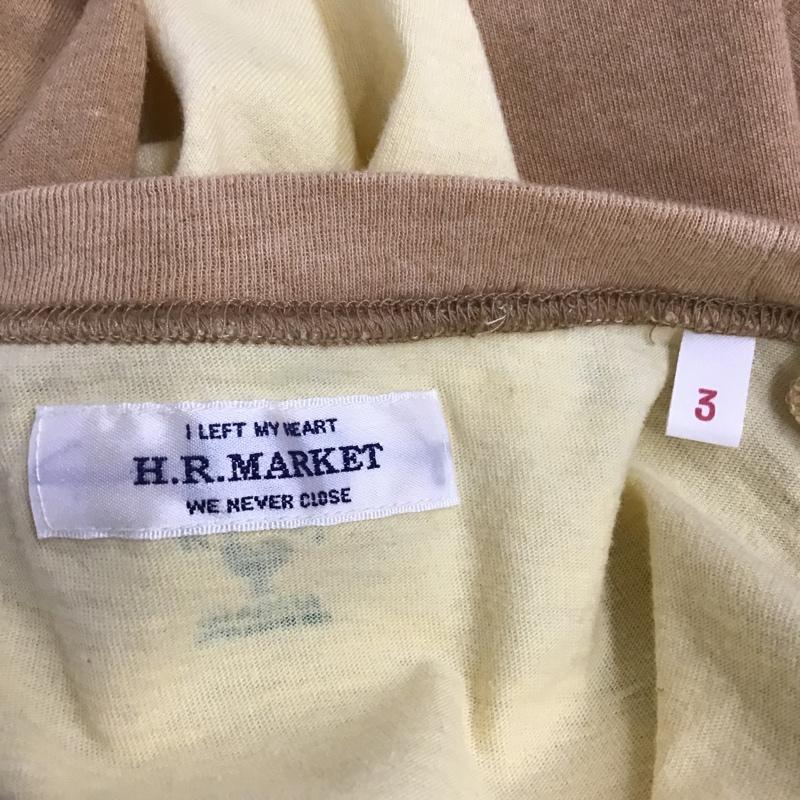 I LEFT MY HEART
H.R.MARKET
WE NEVER CLOSE
3